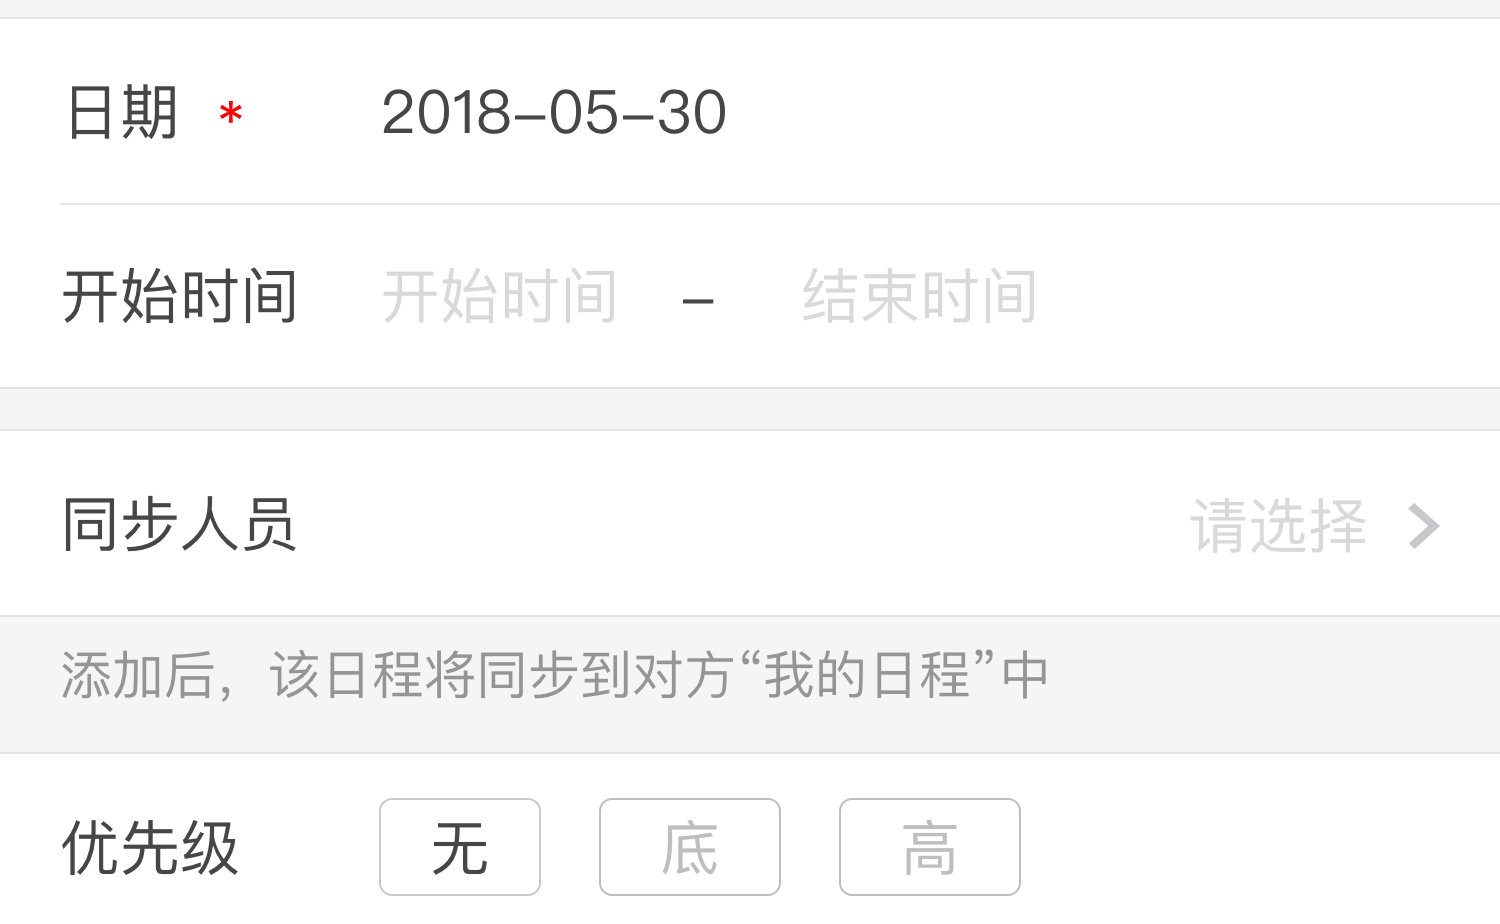 日期 * 2018-05-30
开始时间 开始时间 - 结束时间
同步人员 请选择
添加后，该日程将同步到对方“我的日程”中
优先级 无 底 高